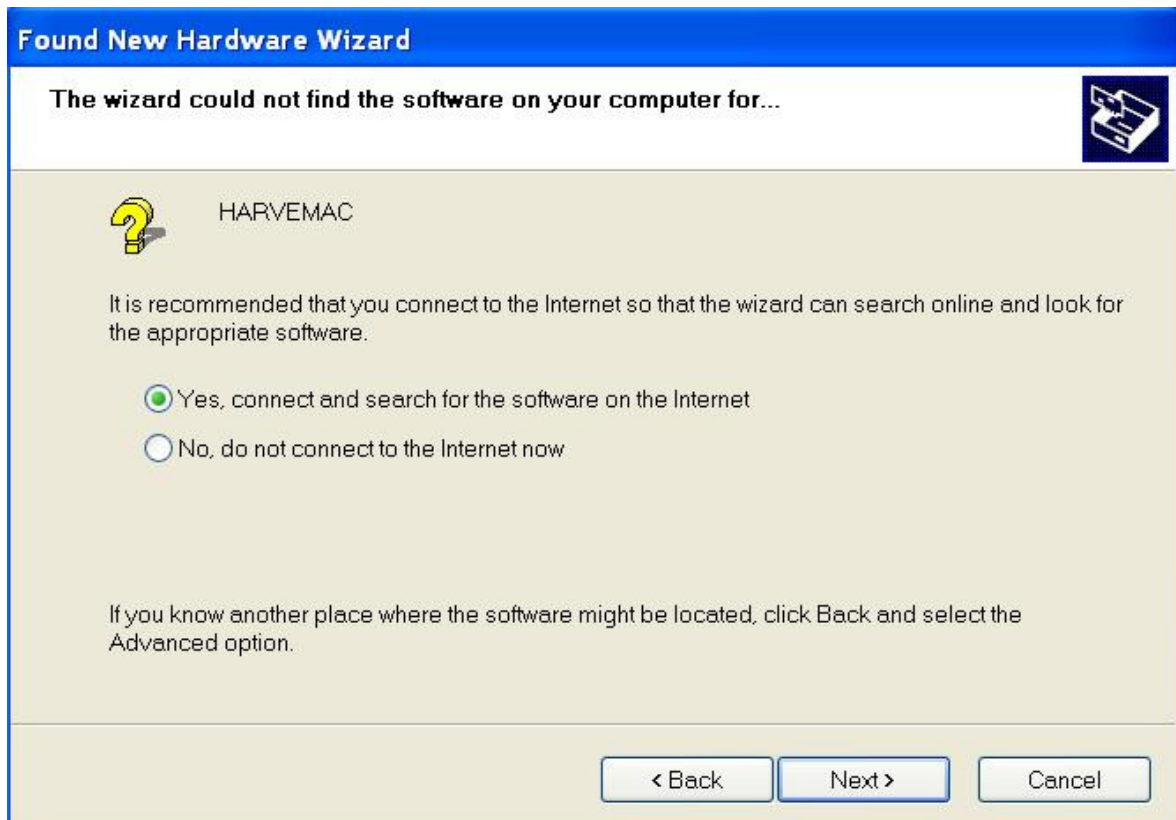 Found New Hardware Wizard
The wizard could not find the software on your computer for...
HARVEMAC
It is recommended that you connect to the Internet so that the wizard can search online and look for
the appropriate software.
Yes, connect and search for the software on the Internet
No, do not connect to the Internet now
If you know another place where the software might be located, click Back and select the
Advanced option.
< Back
Next >
Cancel